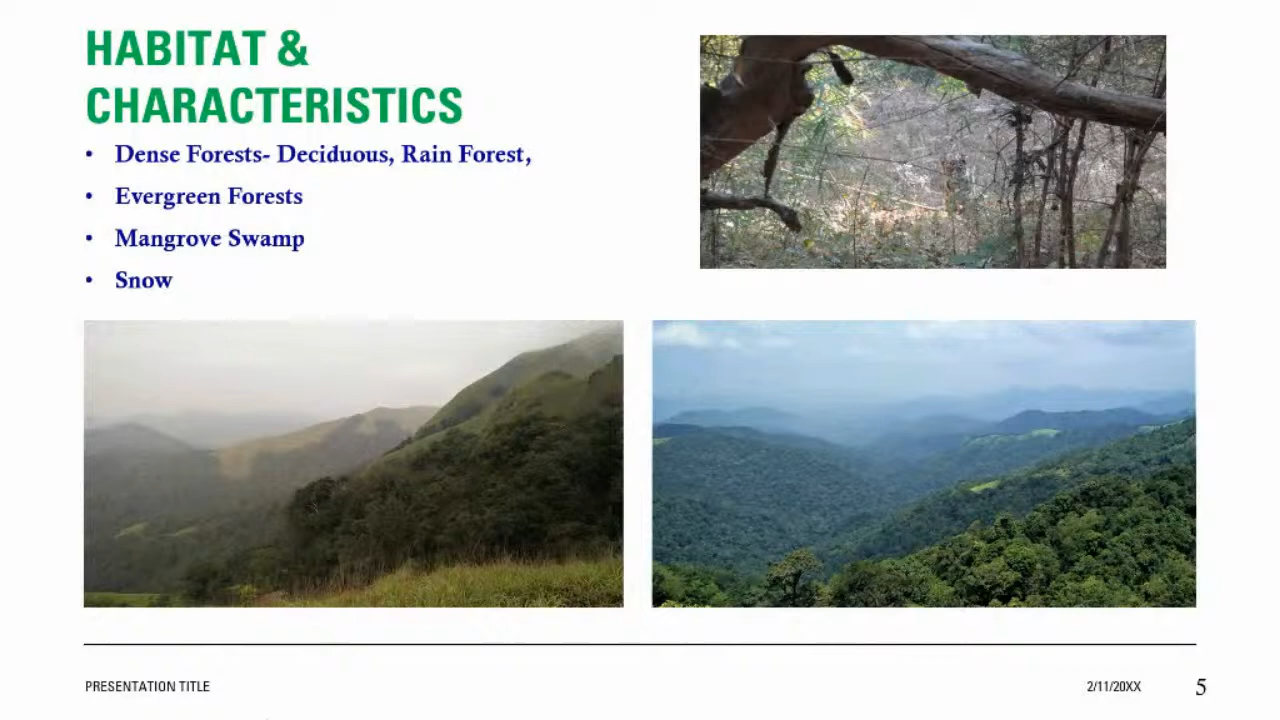 HABITAT &
CHARACTERISTICS
• Dense Forests- Deciduous, Rain Forest,
• Evergreen Forests
• Mangrove Swamp
• Snow
PRESENTATION TITLE
2/11/20XX
5